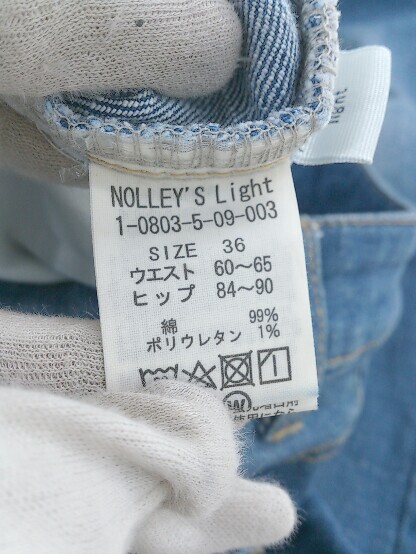 NOLLEY'S Light
1-0803-5-09-003
SIZE 36
ウエスト 60〜65
ヒップ 84〜90
綿 99%
ポリウレタン 1%
W